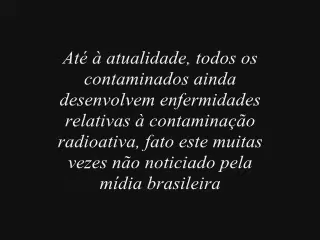 Até à atualidade, todos os
contaminados ainda
desenvolvem enfermidades
relativas à contaminação
radioativa, fato este muitas
vezes não noticiado pela
mídia brasileira